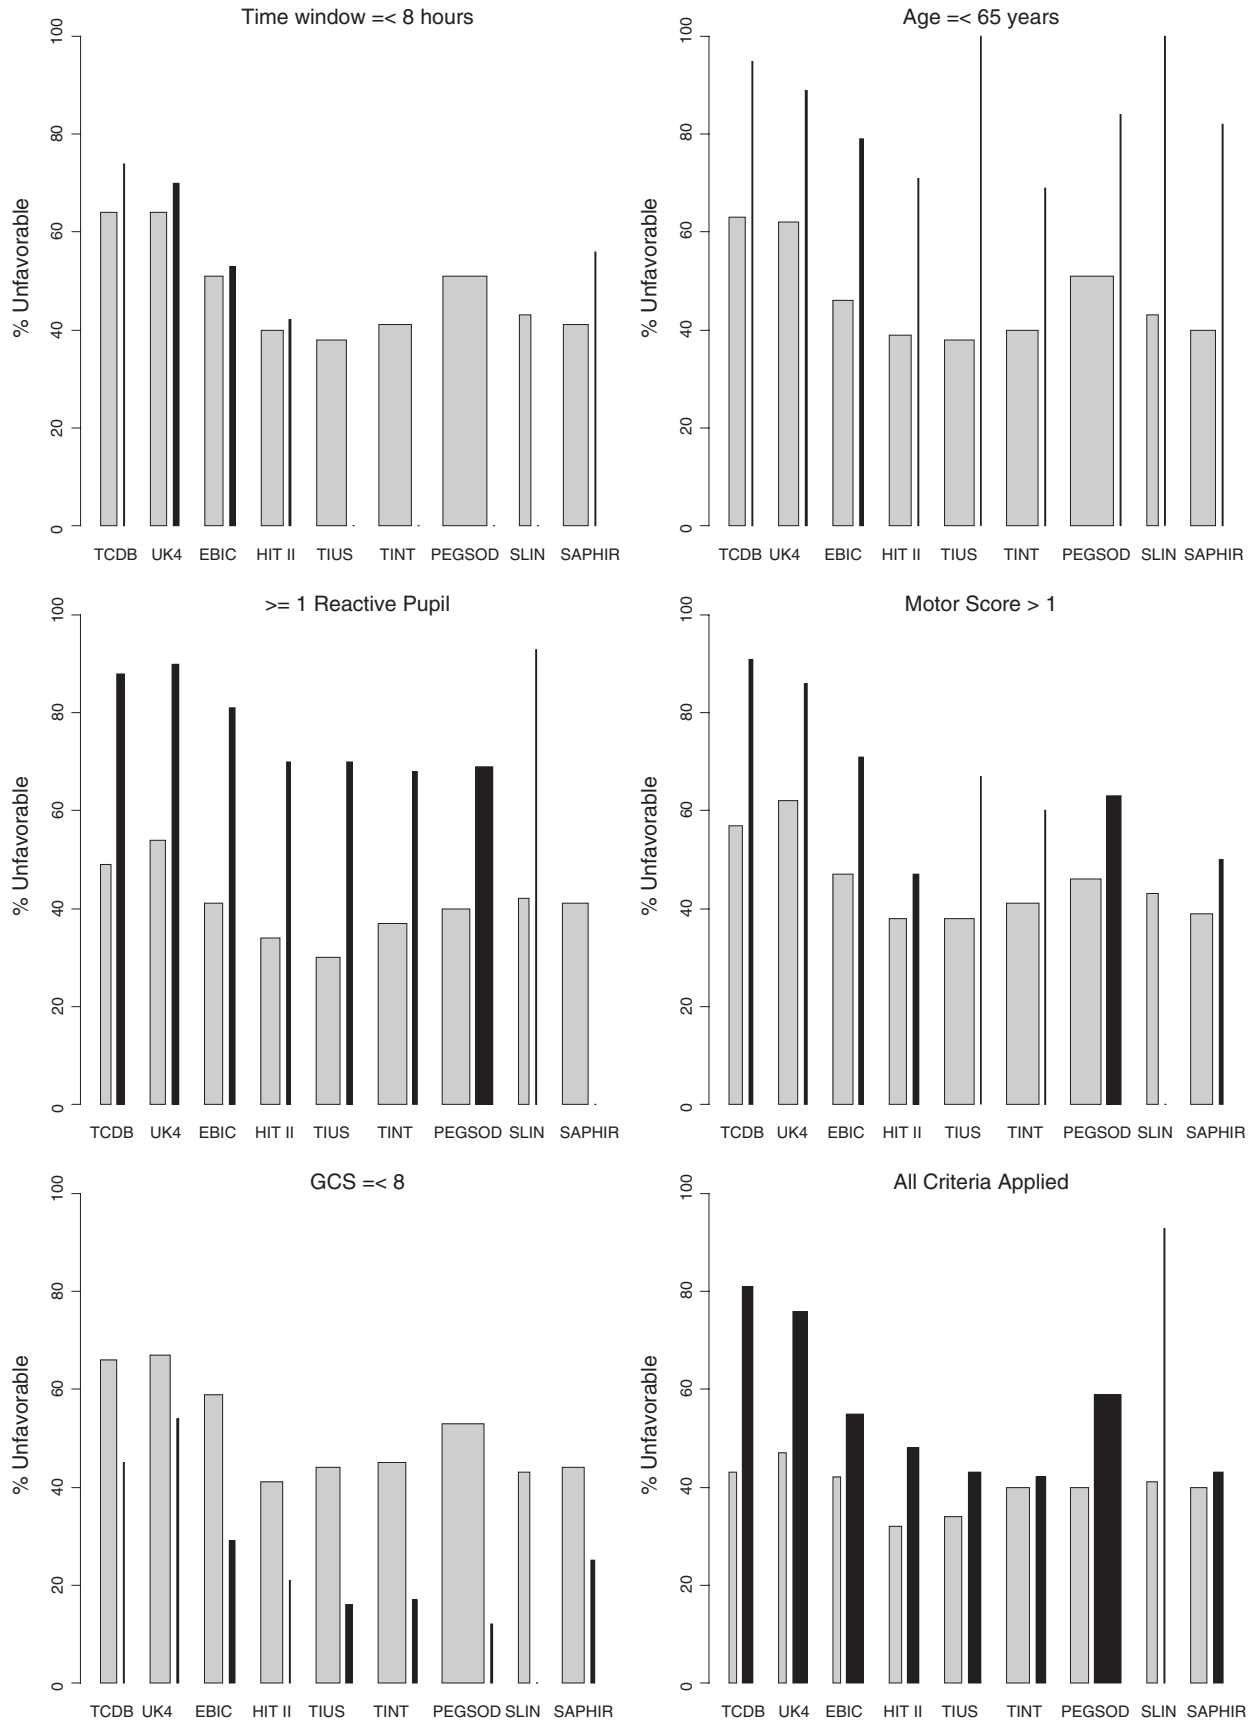 Time window =< 8 hours
% Unfavorable
100
80
60
40
20
0
TCDB UK4 EBIC HIT II TIUS TINT PEGSOD SLIN SAPHIR
Age =< 65 years
% Unfavorable
100
80
60
40
20
0
TCDB UK4 EBIC HIT II TIUS TINT PEGSOD SLIN SAPHIR
>= 1 Reactive Pupil
% Unfavorable
100
80
60
40
20
0
TCDB UK4 EBIC HIT II TIUS TINT PEGSOD SLIN SAPHIR
Motor Score > 1
% Unfavorable
100
80
60
40
20
0
TCDB UK4 EBIC HIT II TIUS TINT PEGSOD SLIN SAPHIR
GCS =< 8
% Unfavorable
100
80
60
40
20
0
TCDB UK4 EBIC HIT II TIUS TINT PEGSOD SLIN SAPHIR
All Criteria Applied
% Unfavorable
100
80
60
40
20
0
TCDB UK4 EBIC HIT II TIUS TINT PEGSOD SLIN SAPHIR